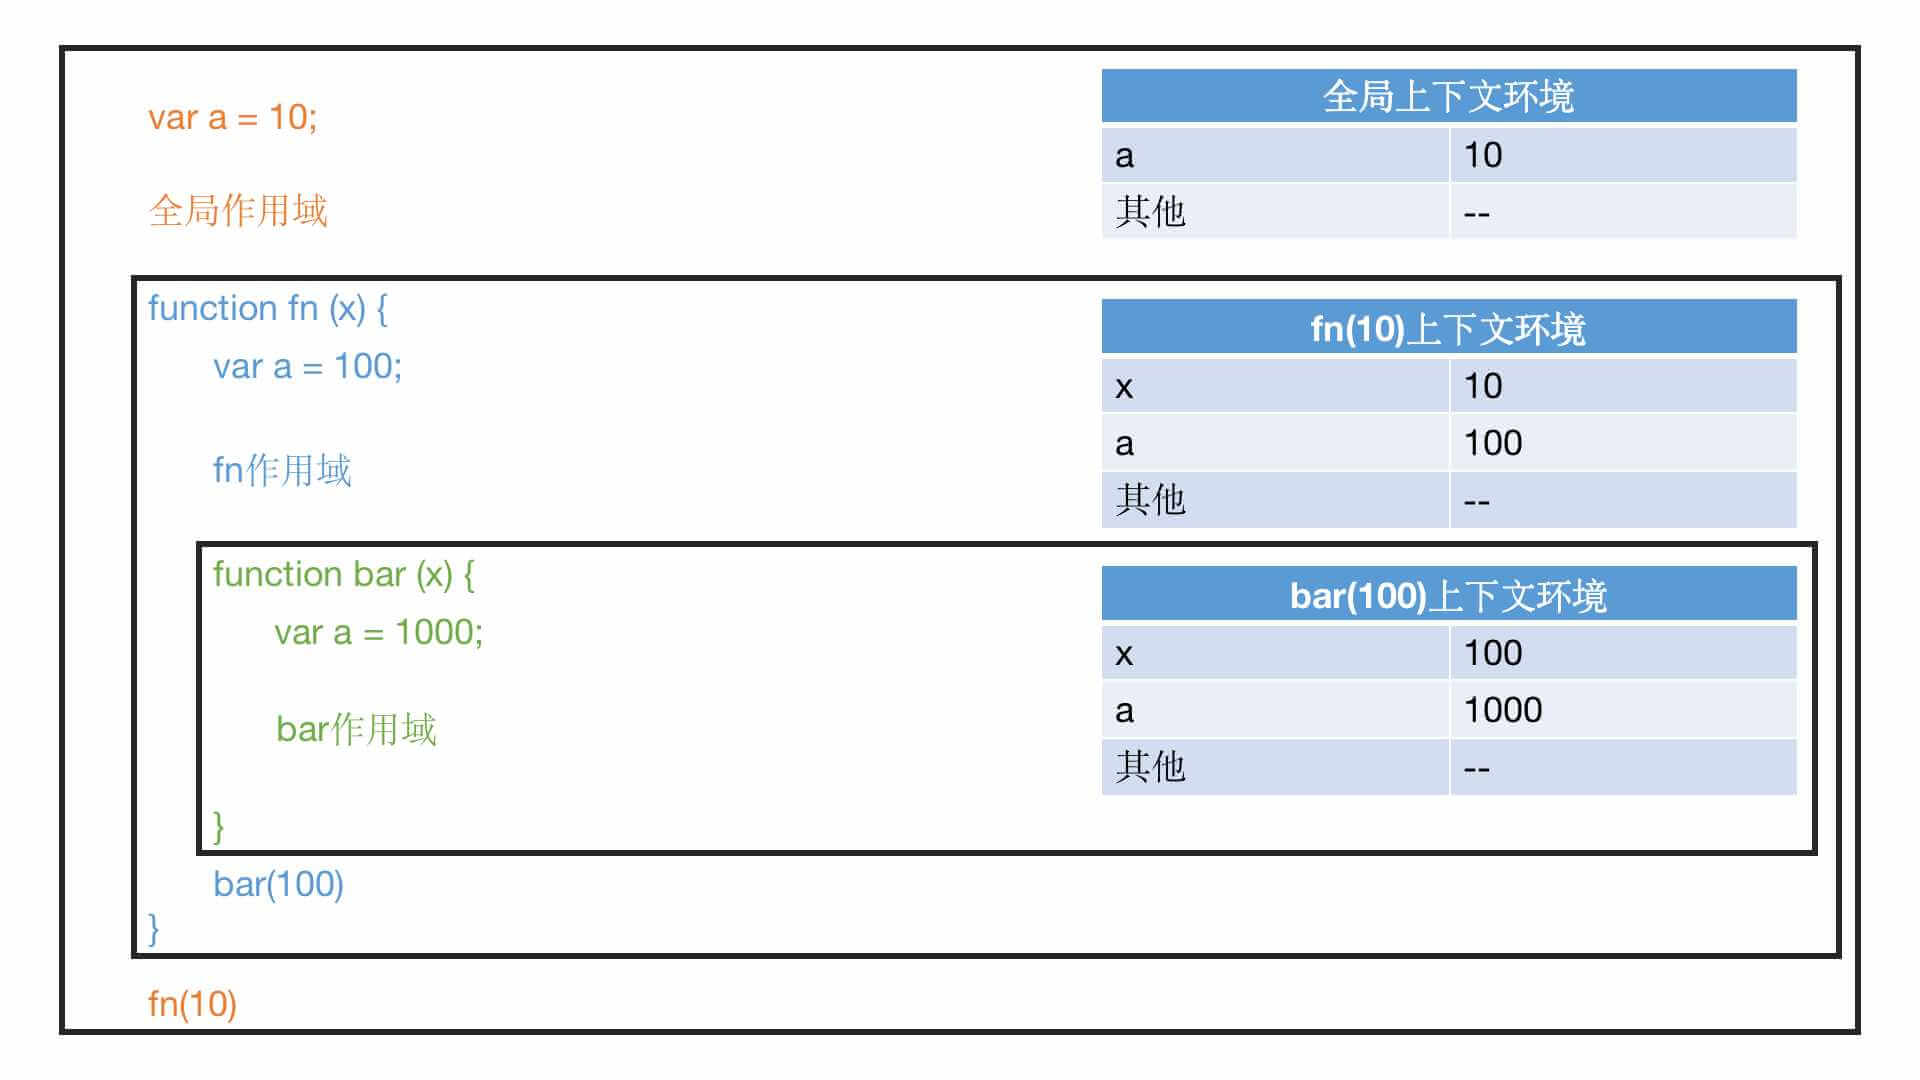 var a = 10;
全局作用域
全局上下文环境
a 10
其他 --
function fn (x) {
var a = 100;
fn作用域
fn(10)上下文环境
x 10
a 100
其他 --
function bar (x) {
var a = 1000;
bar作用域
}
bar(100)上下文环境
x 100
a 1000
其他 --
bar(100)
}
fn(10)